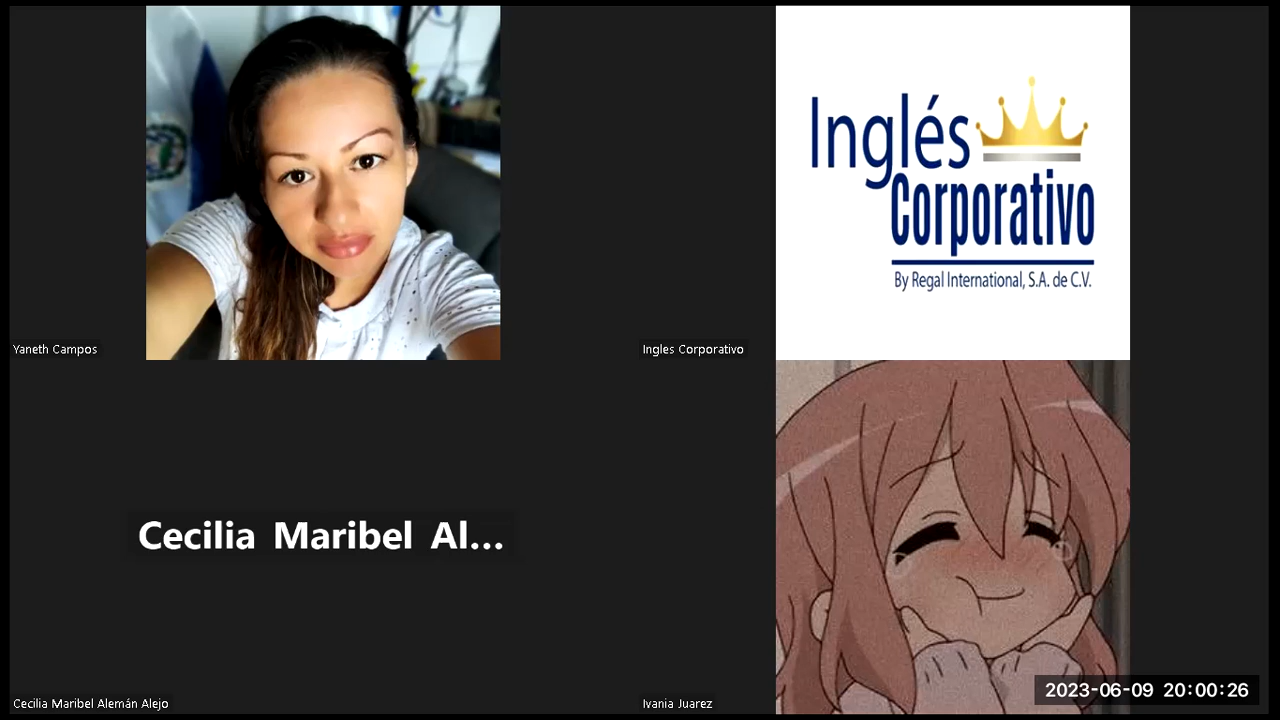 Inglés
Corporativo
By Regal International, S.A. de C.V.
Yaneth Campos
Ingles Corporativo
Cecilia Maribel Al...
2023-06-09 20:00:26
Cecilia Maribel Alemán Alejo
Ivania Juarez